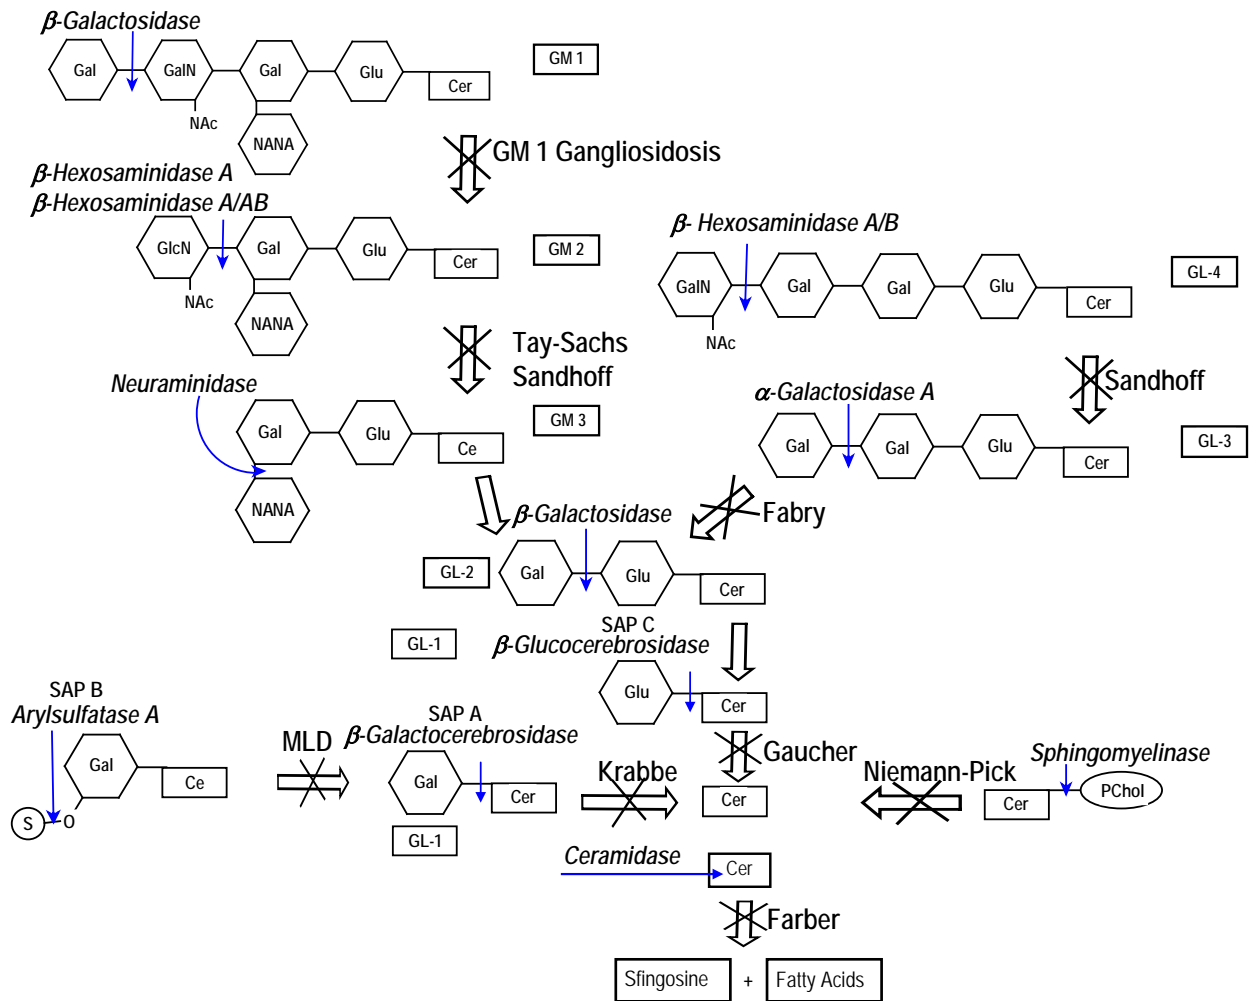 β-Galactosidase
Gal
GalN
Gal
Glu
Cer
GM 1
NAc
NANA
GM 1 Gangliosidosis
β-Hexosaminidase A
β-Hexosaminidase A/AB
GlcN
Gal
Glu
Cer
GM 2
NAc
NANA
β- Hexosaminidase A/B
GalN
Gal
Gal
Glu
Cer
GL-4
NAc
Tay-Sachs
Sandhoff
Sandhoff
Neuraminidase
Gal
Glu
Ce
GM 3
NANA
α-Galactosidase A
Gal
Gal
Glu
Cer
GL-3
Fabry
β-Galactosidase
GL-2
Gal
Glu
Cer
GL-1
SAP C
β-Glucocerebrosidase
Glu
Cer
SAP B
Arylsulfatase A
Gal
Ce
S
O
MLD
SAP A
β-Galactocerebrosidase
Gal
Cer
GL-1
Krabbe
Gaucher
Cer
Niemann-Pick
Sphingomyelinase
Cer
PChol
Ceramidase
Cer
Farber
Sfingosine + Fatty Acids